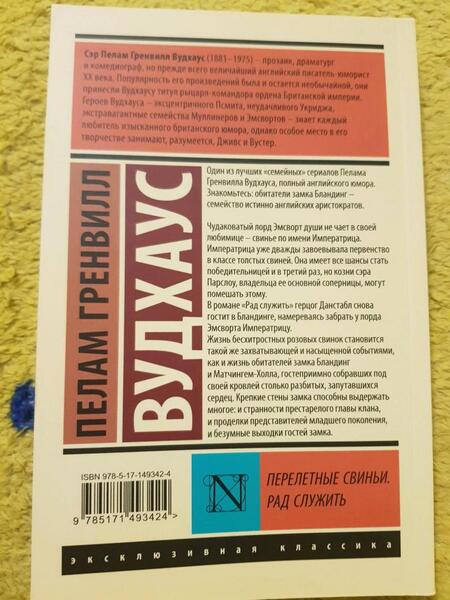 Сэр Пелам Гренвилл Вудхаус (1881–1975) – прозаик, драматург
и комедиограф, но прежде всего величайший английский писатель-юморист
XX века. Популярность его произведений была и остается необычайной, они
принесли Вудхаусу титул рыцаря-командора ордена Британской империи.
Героев Вудхауса – эксцентричного Псмита, неудачливого Укриджа,
экстравагантные семейства Муллинеров и Эмсвортов – знает каждый
любитель изысканного британского юмора, однако особое место в его
творчестве занимают, разумеется, Дживс и Вустер.
ПЕЛАМ ГРЕНВИЛЛ
ВУДХАУС
Один из лучших «семейных» сериалов Пелама
Гренвилла Вудхауса, полный английского юмора.
Знакомьтесь: обитатели замка Бландинг –
семейство истинно английских аристократов.
Чудаковатый лорд Эмсворт души не чает в своей
любимице – свинье по имени Императрица.
Императрица уже дважды завоевывала первенство
в классе толстых свиней. Она имеет все шансы стать
победительницей и в третий раз, но козни сэра
Парслоу, владельца ее основной соперницы, могут
помешать этому.
В романе «Рад служить» герцог Данстабл снова
гостит в Бландинге, намереваясь забрать у лорда
Эмсворта Императрицу.
Жизнь бесхитростных розовых свинок становится
такой же захватывающей и насыщенной событиями,
как и жизнь обитателей замка Бландинг
и Матчингем-Холла, гостеприимно собравших под
своей кровлей столько разбитых, запутавшихся
сердец. Крепкие стены замка способны выдержать
многое: и странности престарелого главы клана,
и проделки представителей младшего поколения,
и безумные выходки гостей замка.
ISBN 978-5-17-149342-4
9 785171 493424 >
N
ПЕРЕЛЕТНЫЕ СВИНЬИ.
РАД СЛУЖИТЬ
эксклюзивная классика